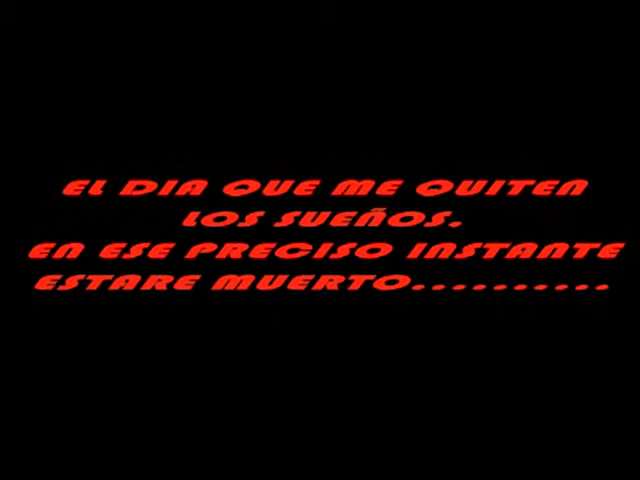 EL DIA QUE ME QUITEN
LOS SUEÑOS,
EN ESE PRECISO INSTANTE
ESTARE MUERTO..........